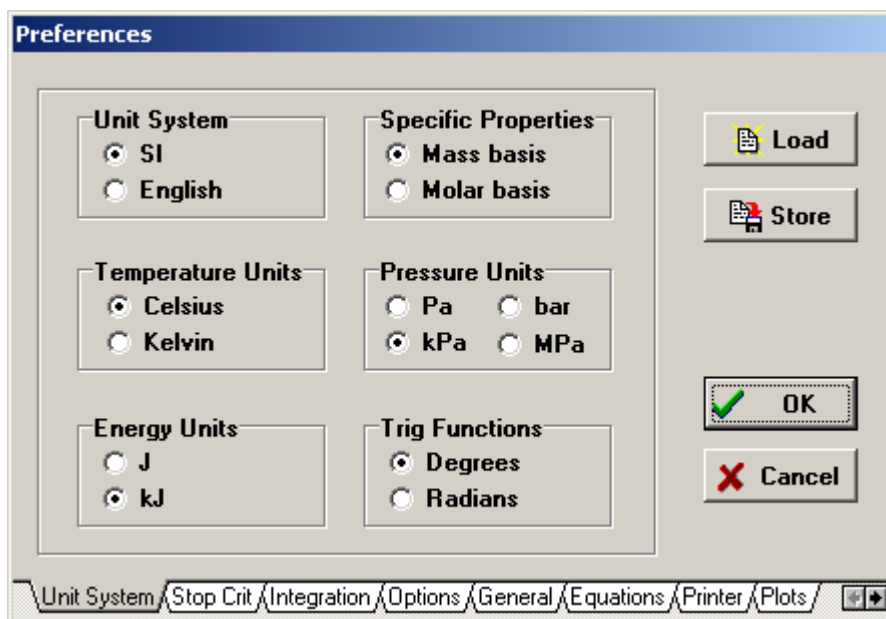 Preferences
Unit System
SI
English
Specific Properties
Mass basis
Molar basis
Load
Store
Temperature Units
Celsius
Kelvin
Pressure Units
Pa
bar
kPa
MPa
Energy Units
J
kJ
Trig Functions
Degrees
Radians
OK
Cancel
Unit System Stop Crit Integration Options General Equations Printer Plots